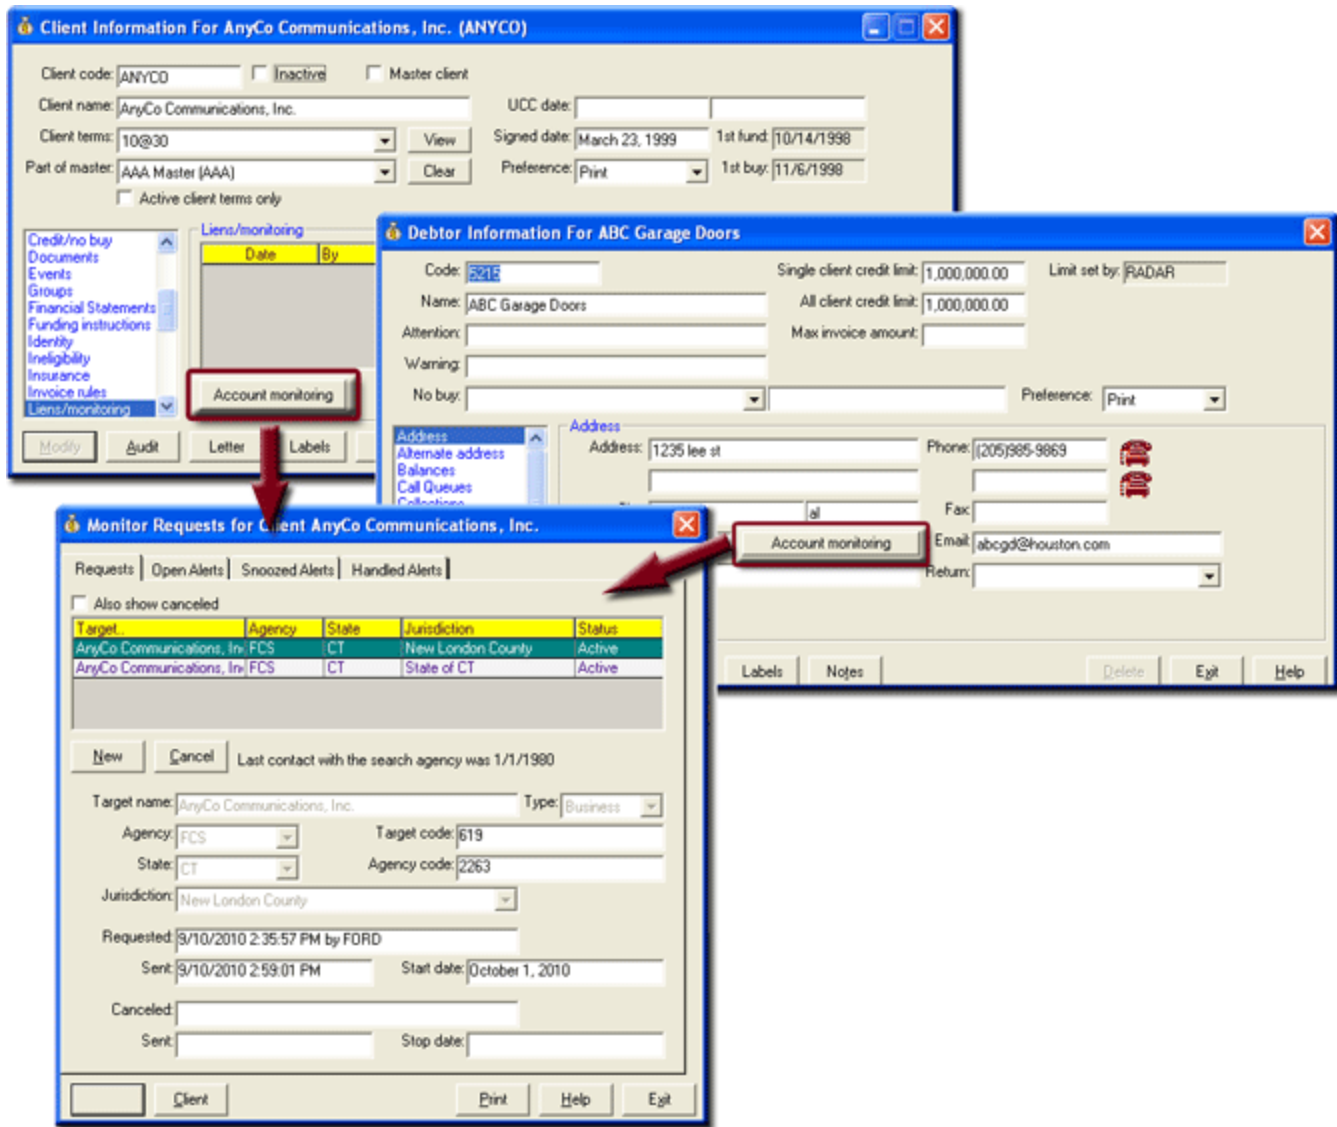 Client Information For AnyCo Communications, Inc. (ANYCO)
Client code: ANYCO Inactive Master client
Client name: AnyCo Communications, Inc. UCC date:
Client terms: 10@30 View Signed date: March 23, 1999 1st fund: 10/14/1998
Part of master: AAA Master (AAA) Clear Preference: Print 1st buy: 11/6/1998
Active client terms only
Credit/no buy
Documents
Events
Groups
Financial Statements
Funding instructions
Identity
Ineligibility
Insurance
Invoice rules
Liens/monitoring
Liens/monitoring
Date By
Account monitoring
Modify Audit Letter Labels
Debtor Information For ABC Garage Doors
Code: 5215 Single client credit limit: 1,000,000.00 Limit set by: RADAR
Name: ABC Garage Doors All client credit limit: 1,000,000.00
Attention: Max invoice amount:
Warning:
No buy: Preference: Print
Address
Alternate address
Balances
Call Queues
Collections
Address
Address: 1235 lee st Phone: (205)985-9869
al Fax:
Account monitoring Email: abcgd@houston.com
Return:
Labels Notes Delete Exit Help
Monitor Requests for Client AnyCo Communications, Inc.
Requests Open Alerts Snoozed Alerts Handled Alerts
Also show canceled
Target.. Agency State Jurisdiction Status
AnyCo Communications, In FCS CT New London County Active
AnyCo Communications, In FCS CT State of CT Active
New Cancel Last contact with the search agency was 1/1/1980
Target name: AnyCo Communications, Inc. Type: Business
Agency: FCS Target code: 619
State: CT Agency code: 2263
Jurisdiction: New London County
Requested: 9/10/2010 2:35:57 PM by FORD
Sent: 9/10/2010 2:59:01 PM Start date: October 1, 2010
Canceled:
Sent: Stop date:
Client Print Help Exit